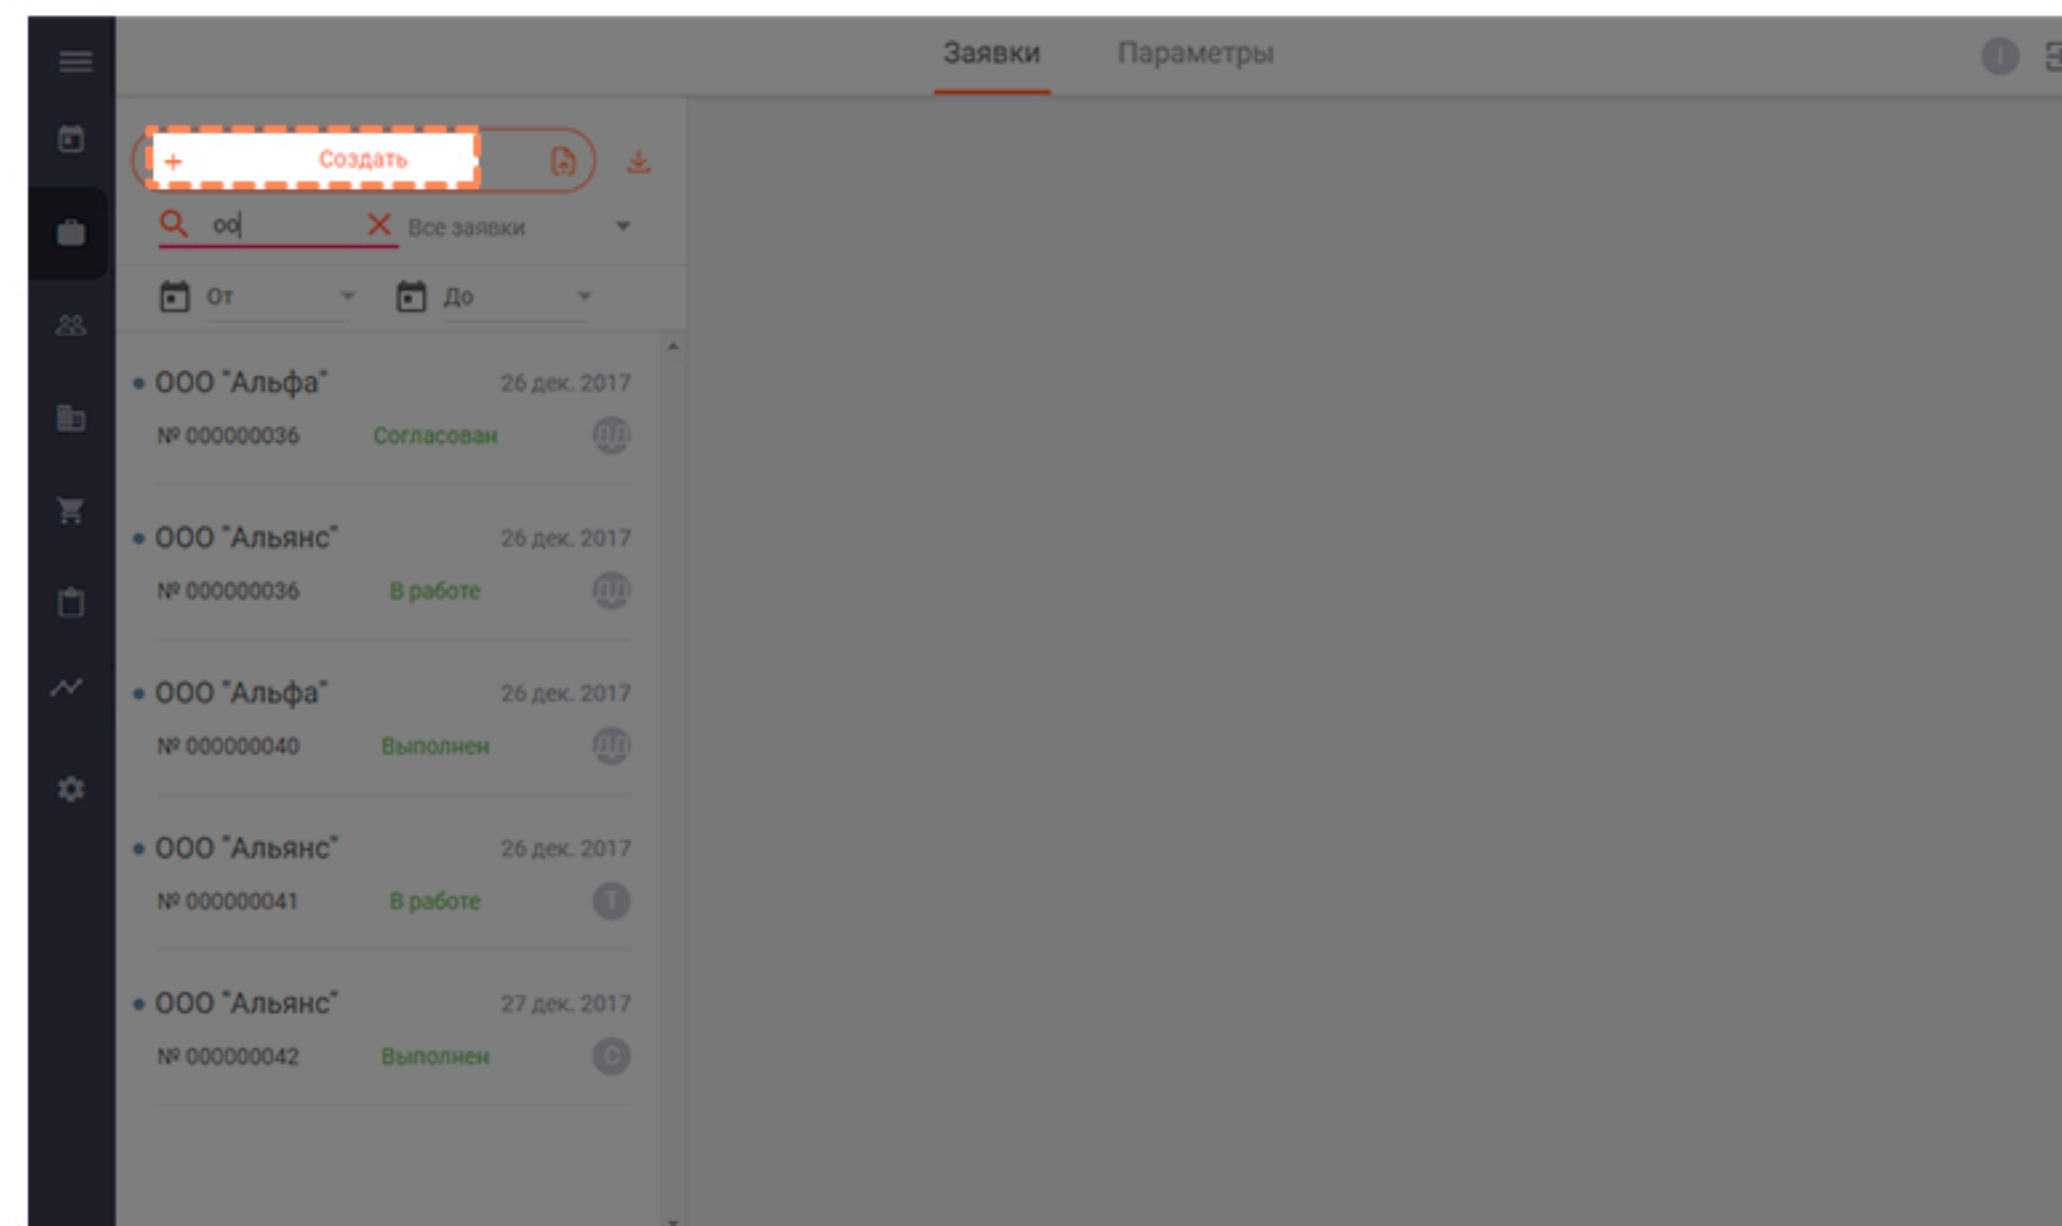 Заявки Параметры
+ Создать
оо Все заявки
От До
ООО "Альфа" 26 дек. 2017
№ 000000036 Согласован
ООО "Альянс" 26 дек. 2017
№ 000000036 В работе
ООО "Альфа" 26 дек. 2017
№ 000000040 Выполнен
ООО "Альянс" 26 дек. 2017
№ 000000041 В работе Т
ООО "Альянс" 27 дек. 2017
№ 000000042 Выполнен С